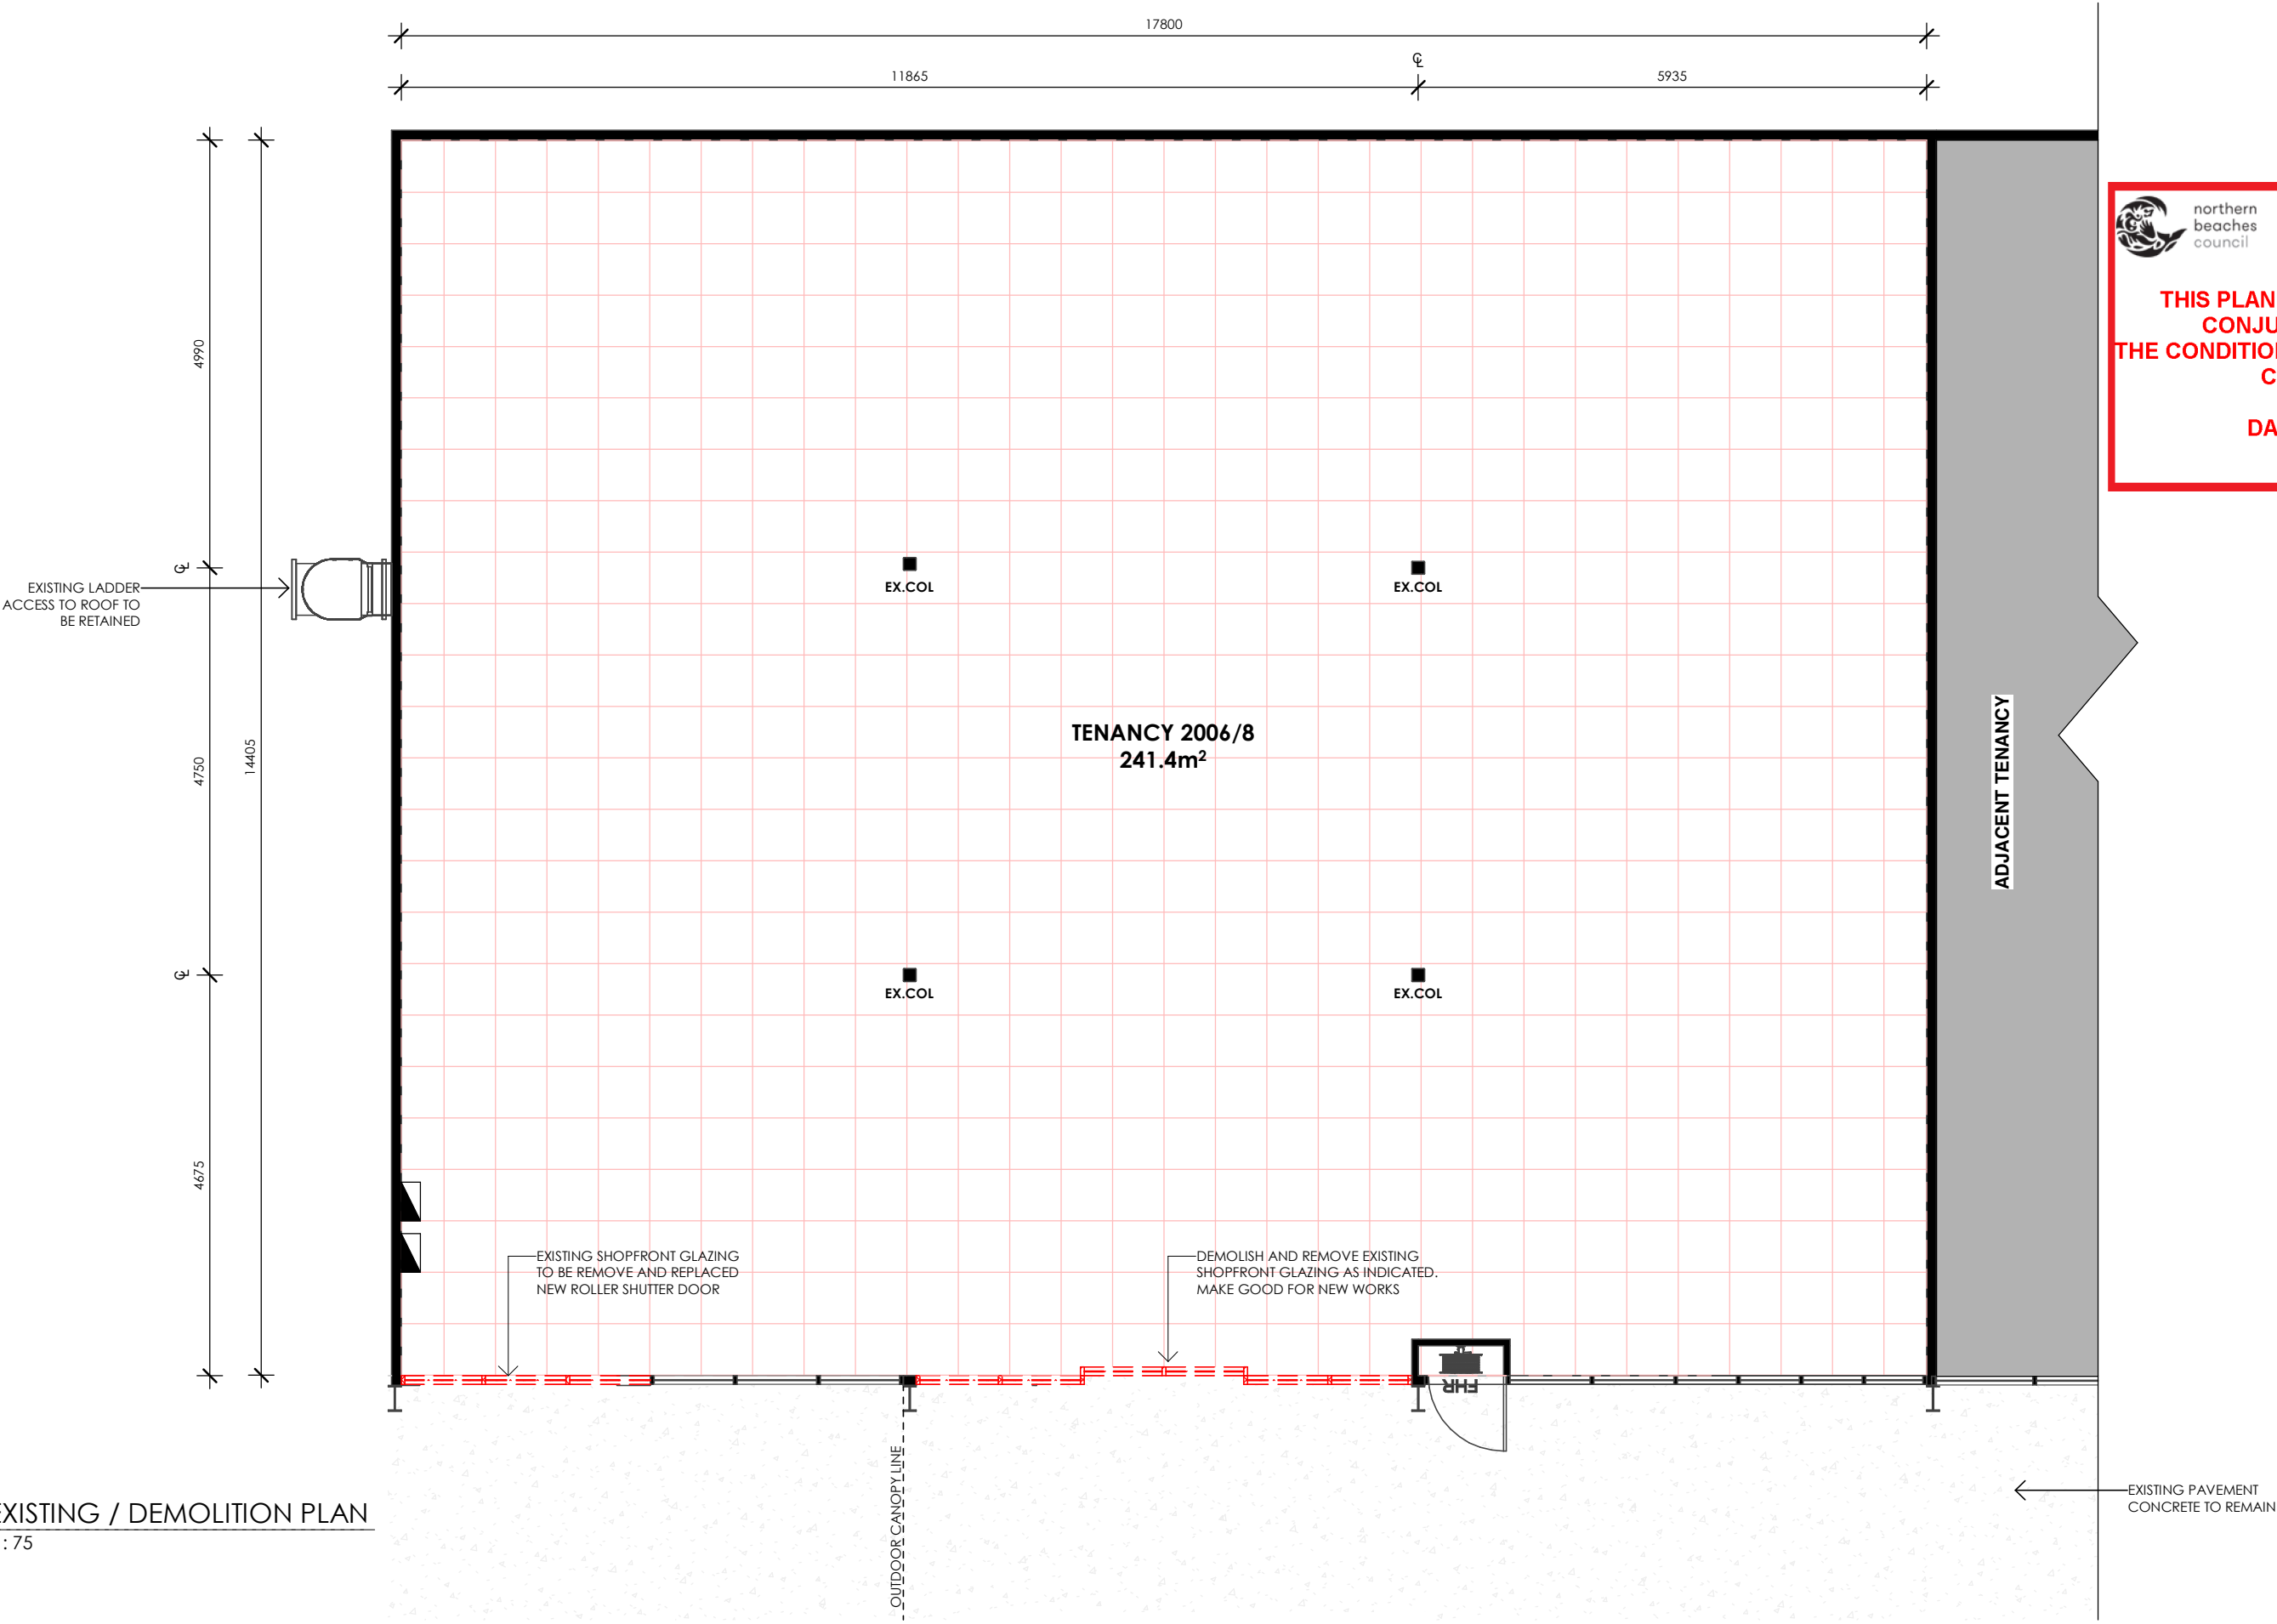 17800
℄
11865
5935
northern
beaches
council
THIS PLAN
CONJU
THE CONDITIO
C
DA
4990
℄
EXISTING LADDER
ACCESS TO ROOF TO
BE RETAINED
EX.COL
EX.COL
TENANCY 2006/8
241.4m²
4750
14405
ADJACENT TENANCY
℄
EX.COL
EX.COL
4675
EXISTING SHOPFRONT GLAZING
TO BE REMOVE AND REPLACED
NEW ROLLER SHUTTER DOOR
DEMOLISH AND REMOVE EXISTING
SHOPFRONT GLAZING AS INDICATED.
MAKE GOOD FOR NEW WORKS
FHR
OUTDOOR CANOPY LINE
EXISTING / DEMOLITION PLAN
: 75
EXISTING PAVEMENT
CONCRETE TO REMAIN